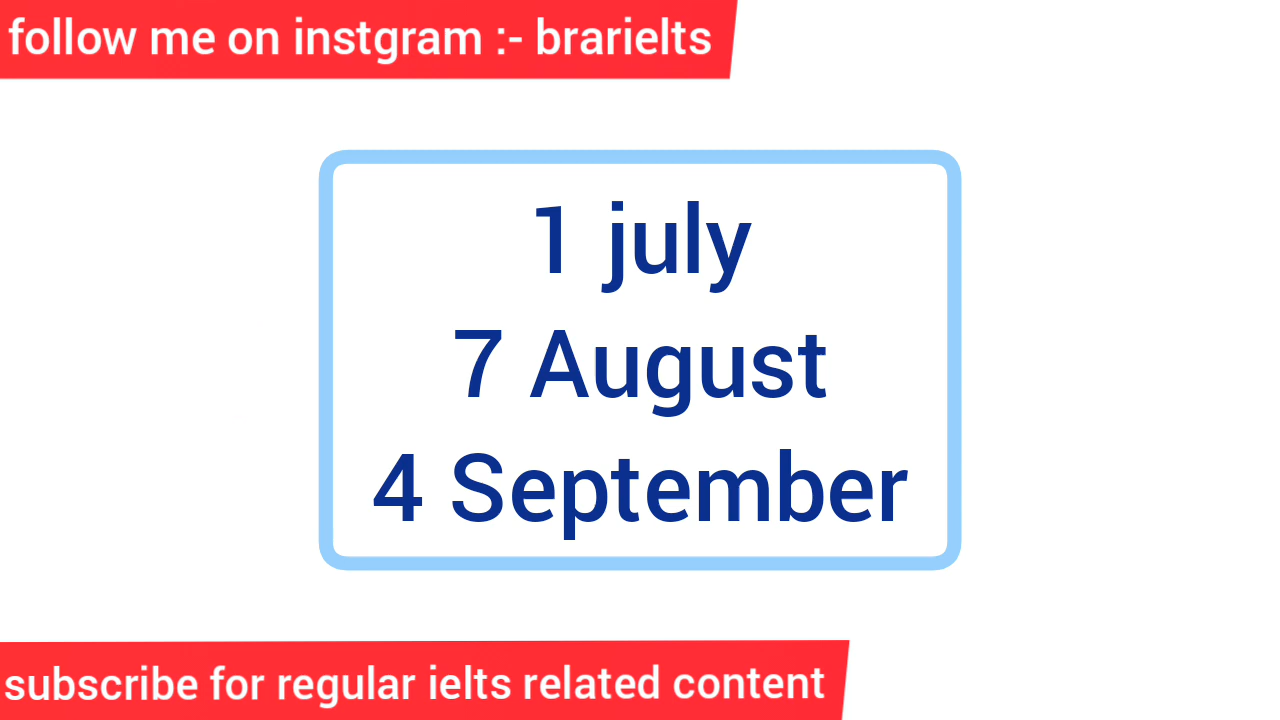 follow me on instgram :- brarielts
1 july
7 August
4 September
subscribe for regular ielts related content